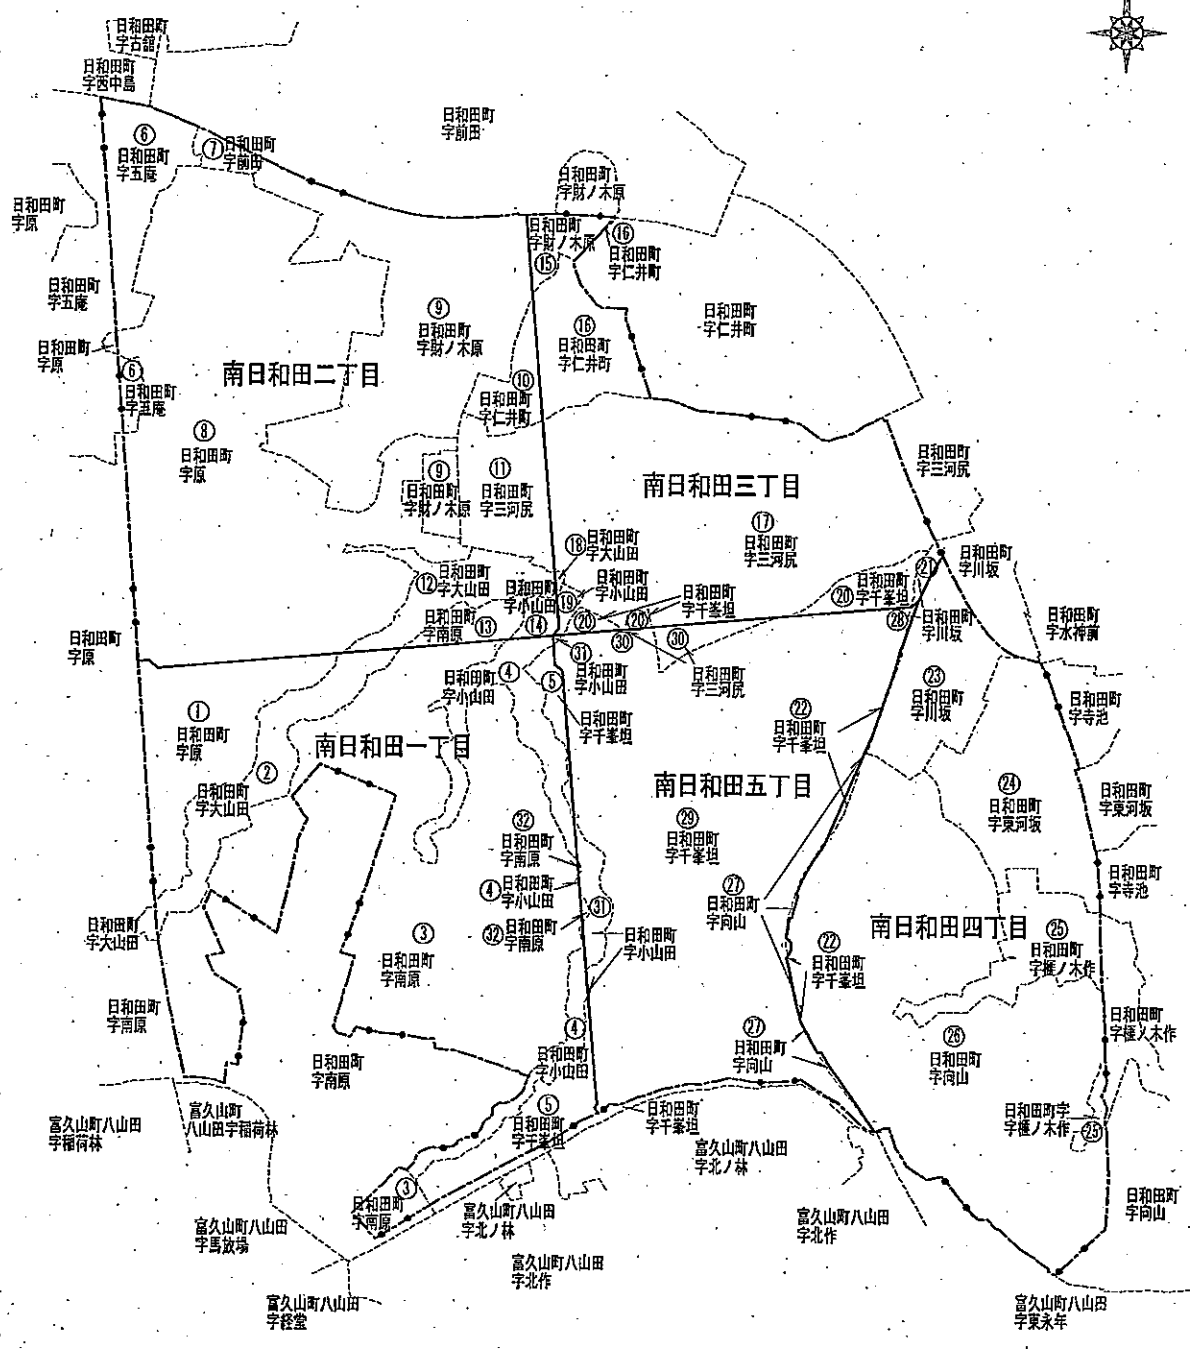 日和田町
字古舘
日和田町
字西中島
日和田町
字前田
⑥
日和田町
字五庵
⑦
日和田町
字前田
日和田町
字財ノ木原
日和田町
字原
日和田町
字財ノ木原
⑯
日和田町
字仁井町
⑮
日和田町
字五庵
⑨
日和田町
字財ノ木原
⑯
日和田町
字仁井町
日和田町
字仁井町
日和田町
字原
⑥
日和田町
字五庵
南日和田二丁目
⑩
日和田町
字仁井町
⑧
日和田町
字原
⑨
日和田町
字財ノ木原
⑪
日和田町
字三河尻
南日和田三丁目
日和田町
字三河尻
⑰
日和田町
字三河尻
⑱
日和田町
字大山田
⑫
日和田町
字大山田
日和田町
字小山田
⑲
日和田町
字小山田
日和田町
字千峯坦
⑳
日和田町
字千峯坦
㉑
日和田町
字川坂
日和田町
字南原
⑬
⑭
⑳
⑳
㉘
日和田町
字川坂
日和田町
字水神前
日和田町
字原
㉚
㉚
㉛
日和田町
字小山田
日和田町
字三河尻
④
日和田町
字小山田
⑤
日和田町
字千峯坦
㉓
日和田町
字川坂
日和田町
字寺池
①
日和田町
字原
㉒
日和田町
字千峯坦
南日和田一丁目
②
日和田町
字大山田
南日和田五丁目
㉔
日和田町
字東河坂
日和田町
字東河坂
㉜
日和田町
字南原
㉙
日和田町
字千峯坦
④
日和田町
字小山田
㉗
日和田町
字向山
日和田町
字寺池
日和田町
字大山田
③
日和田町
字南原
㉜
日和田町
字南原
㉛
日和田町
字小山田
南日和田四丁目
㉒
日和田町
字千峯坦
㉕
日和田町
字榧ノ木作
日和田町
字南原
日和田町
字榧ノ木作
④
日和田町
字小山田
㉗
日和田町
字向山
㉖
日和田町
字向山
日和田町
字南原
富久山町八山田
字稲荷林
富久山町
八山田字稲荷林
⑤
日和田町
字千峯坦
日和田町
字千峯坦
日和田町字
字榧ノ木作
㉕
富久山町八山田
字北ノ林
③
日和田町
字南原
日和田町
字向山
富久山町八山田
字馬放場
富久山町八山田
字北ノ林
富久山町八山田
字北作
富久山町八山田
字北作
富久山町八山田
字経堂
富久山町八山田
字東永年